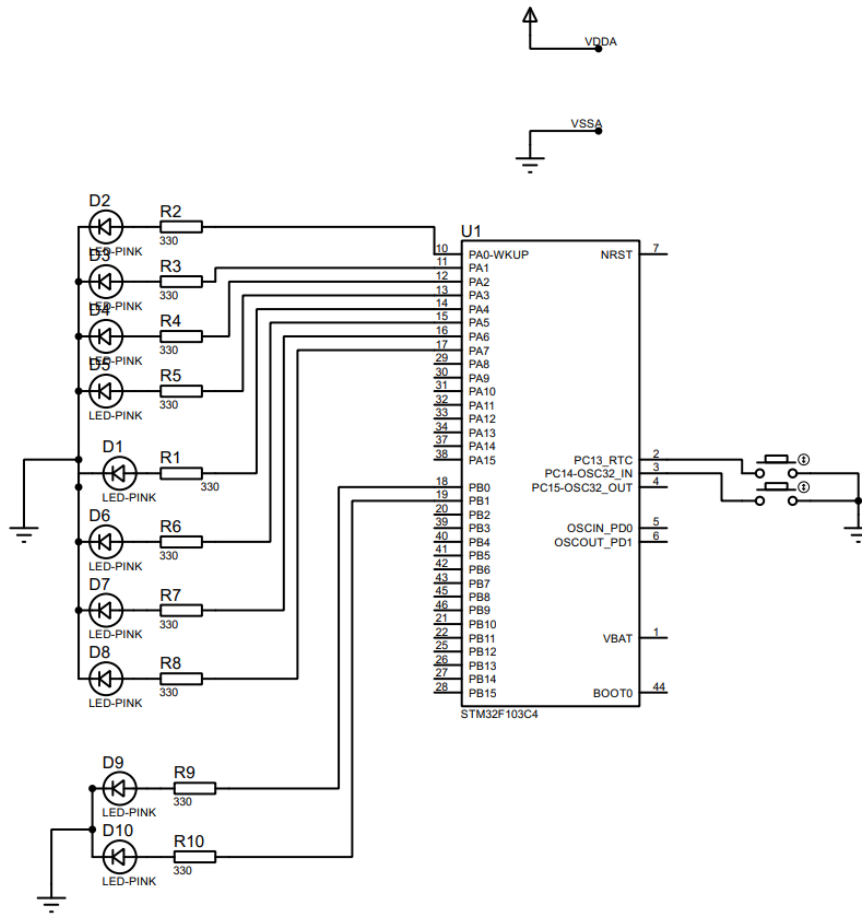 VDDA
VSSA
D2
LED-PINK
R2
330
D3
LED-PINK
R3
330
D4
LED-PINK
R4
330
D5
LED-PINK
R5
330
D1
LED-PINK
R1
330
D6
LED-PINK
R6
330
D7
LED-PINK
R7
330
D8
LED-PINK
R8
330
D9
LED-PINK
R9
330
D10
LED-PINK
R10
330
U1
10 PA0-WKUP
11 PA1
12 PA2
13 PA3
14 PA4
15 PA5
16 PA6
17 PA7
29 PA8
30 PA9
31 PA10
32 PA11
33 PA12
34 PA13
37 PA14
38 PA15
18 PB0
19 PB1
20 PB2
39 PB3
40 PB4
41 PB5
42 PB6
43 PB7
45 PB8
46 PB9
21 PB10
22 PB11
25 PB12
26 PB13
27 PB14
28 PB15
NRST 7
PC13_RTC 2
PC14-OSC32_IN 3
PC15-OSC32_OUT 4
OSCIN_PD0 5
OSCOUT_PD1 6
VBAT 1
BOOT0 44
STM32F103C4